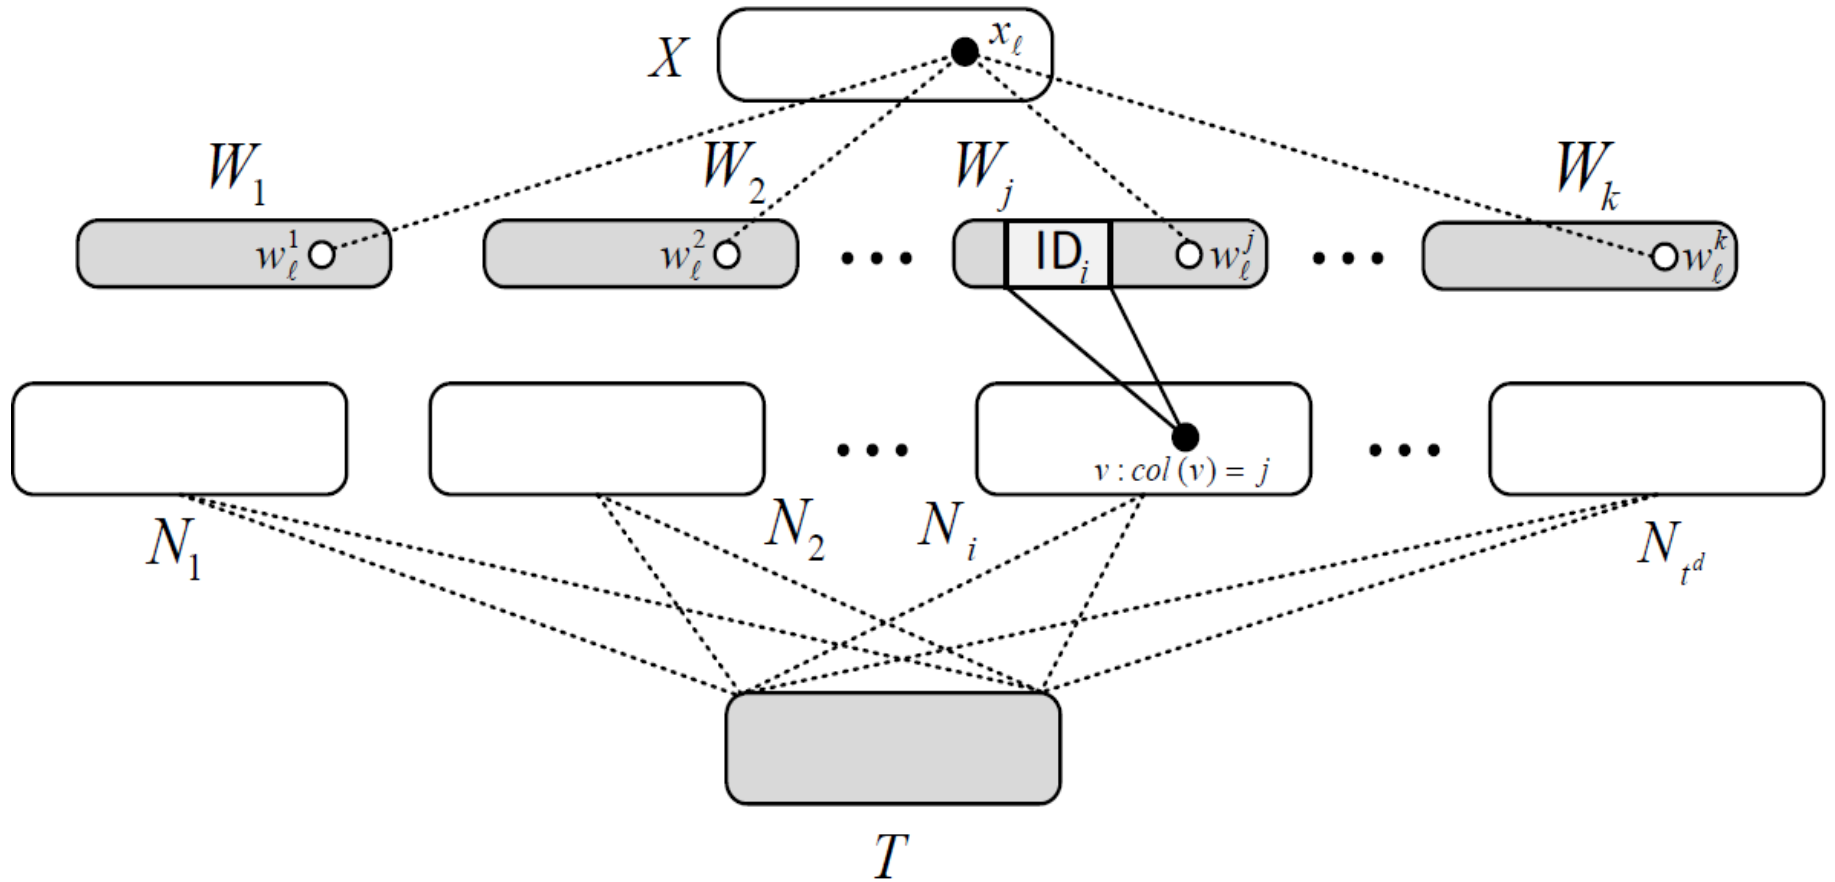 X x_ℓ
W_1 W_2 W_j W_k
w_ℓ^1 w_ℓ^2 ••• ID_i w_ℓ^j ••• w_ℓ^k
••• •••
v : col (v) = j
N_1 N_2 N_i N_{t^d}
T